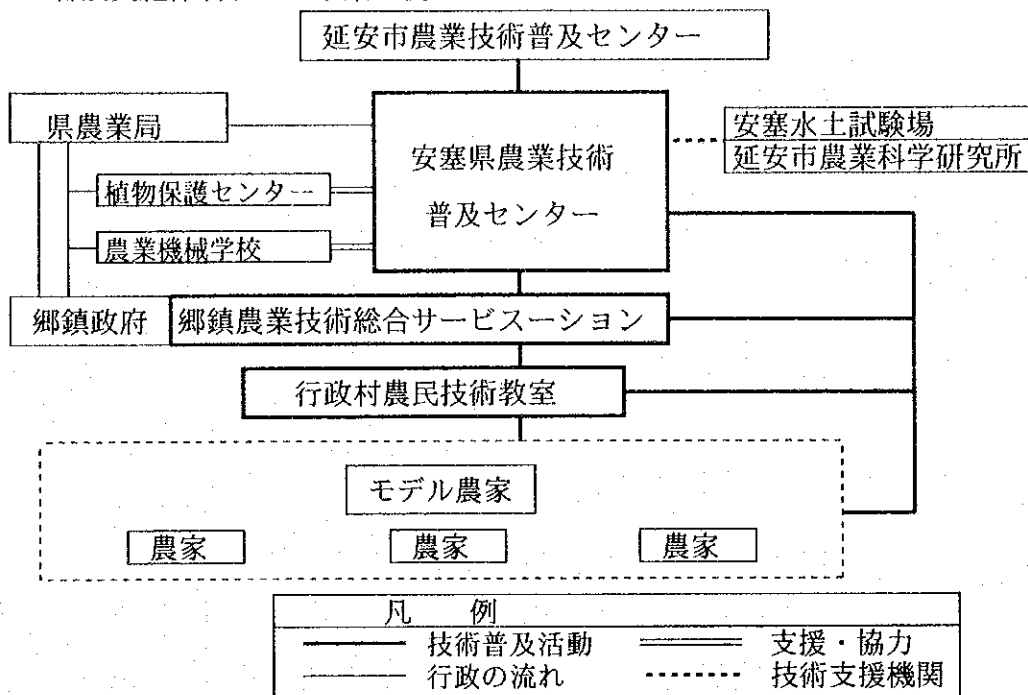 延安市農業技術普及センター
県農業局
安塞県農業技術
普及センター
安塞水土試験場
延安市農業科学研究所
植物保護センター
農業機械学校
郷鎮政府
郷鎮農業技術総合サービスーション
行政村農民技術教室
モデル農家
農家
農家
農家
凡 例
技術普及活動
支援・協力
行政の流れ
技術支援機関